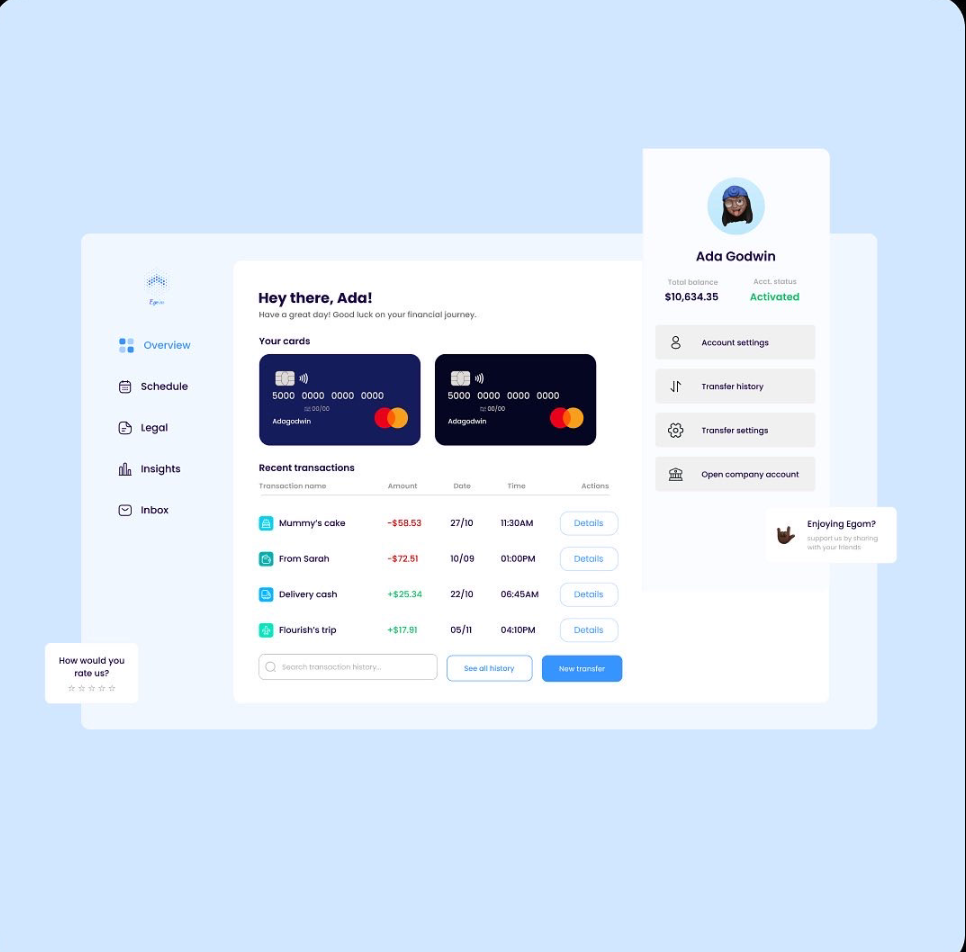 Egom
Overview
Schedule
Legal
Insights
Inbox
How would you
rate us?
Hey there, Ada!
Have a great day! Good luck on your financial journey.
Your cards
5000 0000 0000 0000
00/00
Adagodwin
5000 0000 0000 0000
00/00
Adagodwin
Recent transactions
Transaction name Amount Date Time Actions
Mummy's cake -$58.53 27/10 11:30AM Details
From Sarah -$72.51 10/09 01:00PM Details
Delivery cash +$25.34 22/10 06:45AM Details
Flourish's trip +$17.91 05/11 04:10PM Details
Search transaction history... See all history New transfer
Ada Godwin
Total balance Acct. status
$10,634.35 Activated
Account settings
Transfer history
Transfer settings
Open company account
Enjoying Egom?
support us by sharing
with your friends